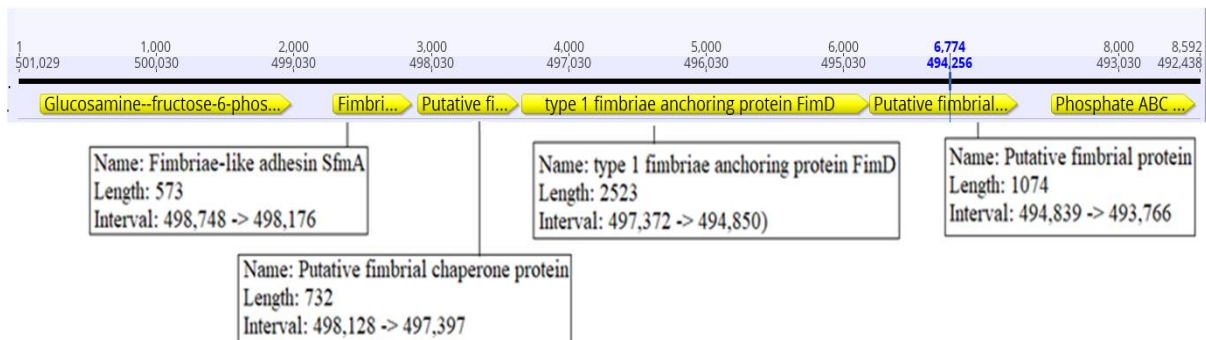 1 1,000 2,000 3,000 4,000 5,000 6,000 6,774 8,000 8,592
501,029 500,030 499,030 498,030 497,030 496,030 495,030 494,256 493,030 492,438
Glucosamine--fructose-6-phos... Fimbri... Putative fi... type 1 fimbriae anchoring protein FimD Putative fimbrial... Phosphate ABC ...
Name: Fimbriae-like adhesin SfmA
Length: 573
Interval: 498,748 -> 498,176
Name: type 1 fimbriae anchoring protein FimD
Length: 2523
Interval: 497,372 -> 494,850)
Name: Putative fimbrial protein
Length: 1074
Interval: 494,839 -> 493,766
Name: Putative fimbrial chaperone protein
Length: 732
Interval: 498,128 -> 497,397